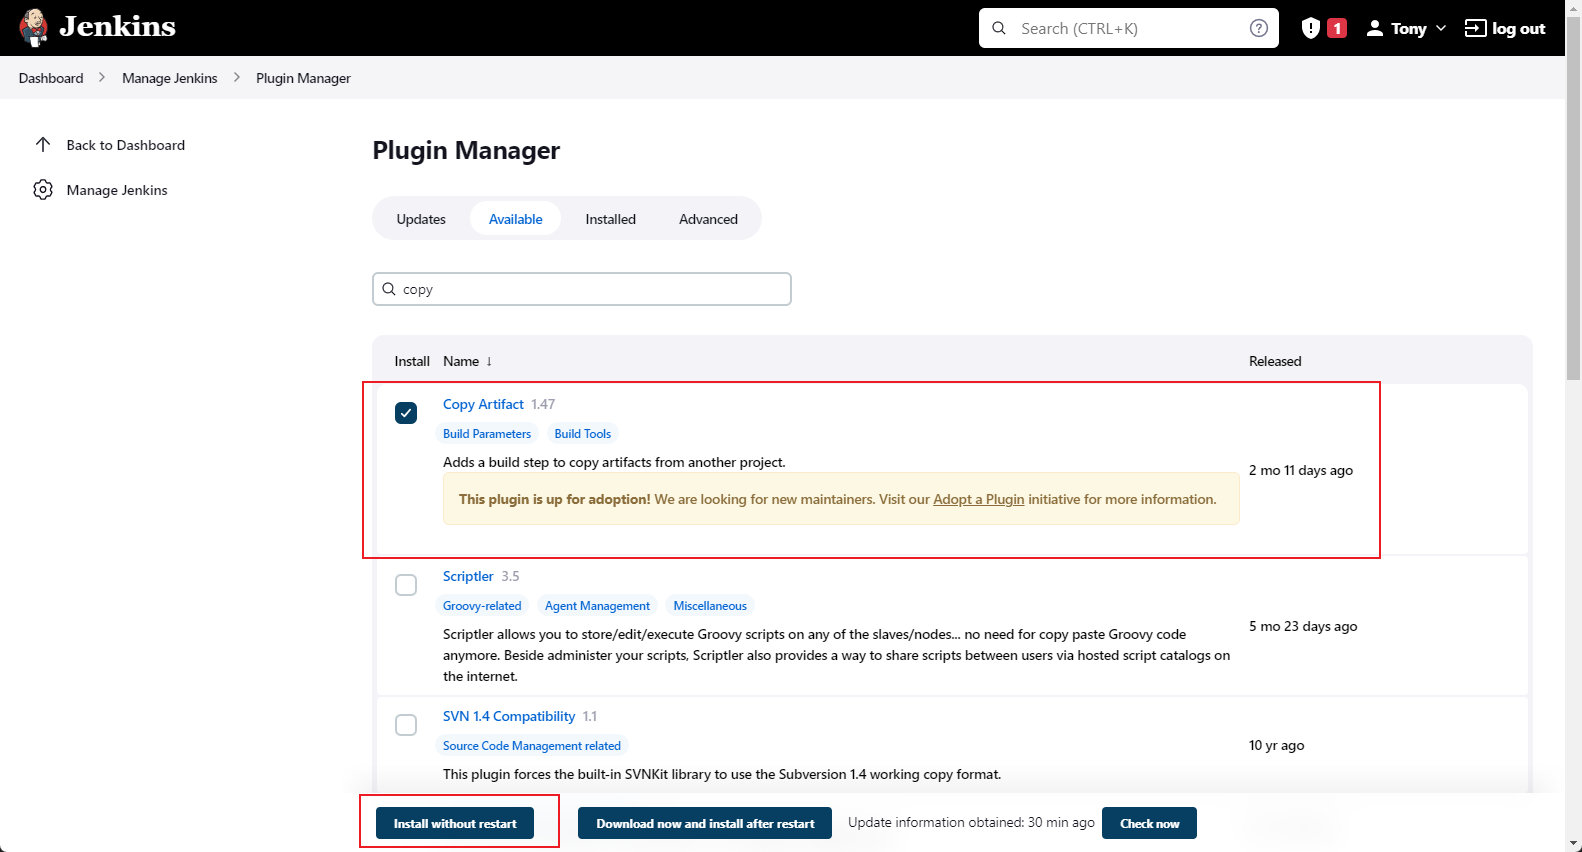 Jenkins
Search (CTRL+K)
1
Tony
log out
Dashboard
Manage Jenkins
Plugin Manager
Back to Dashboard
Manage Jenkins
Plugin Manager
Updates
Available
Installed
Advanced
copy
Install Name ↓ Released
Copy Artifact 1.47
Build Parameters Build Tools
Adds a build step to copy artifacts from another project.
This plugin is up for adoption! We are looking for new maintainers. Visit our Adopt a Plugin initiative for more information.
2 mo 11 days ago
Scriptler 3.5
Groovy-related Agent Management Miscellaneous
Scriptler allows you to store/edit/execute Groovy scripts on any of the slaves/nodes... no need for copy paste Groovy code
anymore. Beside administer your scripts, Scriptler also provides a way to share scripts between users via hosted script catalogs on
the internet.
5 mo 23 days ago
SVN 1.4 Compatibility 1.1
Source Code Management related
This plugin forces the built-in SVNKit library to use the Subversion 1.4 working copy format.
10 yr ago
Install without restart
Download now and install after restart
Update information obtained: 30 min ago
Check now